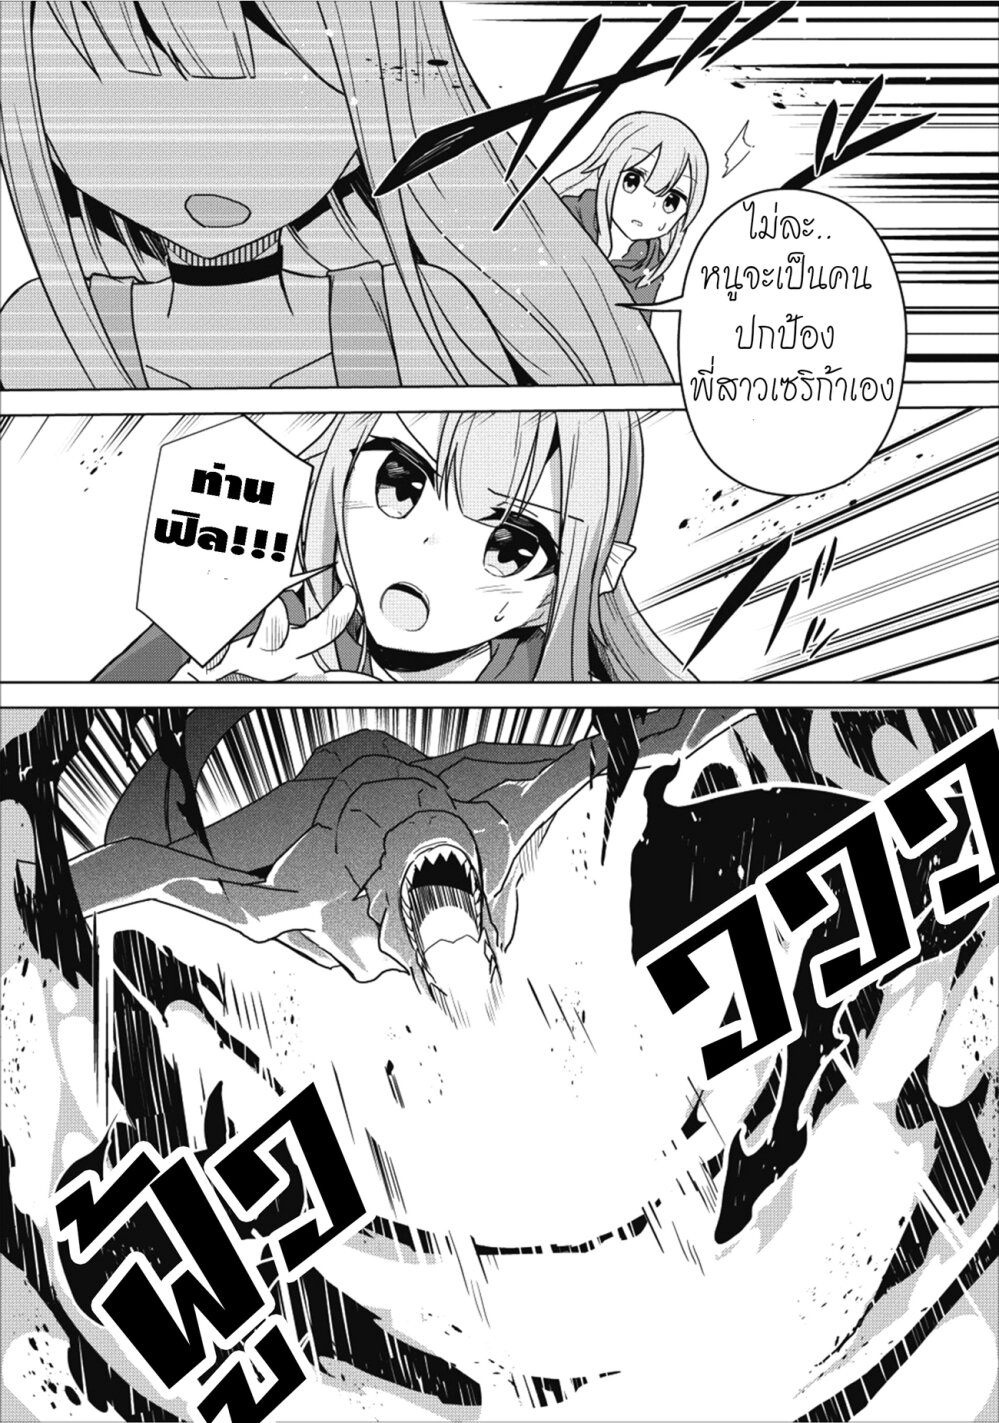 ไม่ละ..
หนูจะเป็นคน
ปกป้อง
พี่สาวเซริก้าเอง
ท่าน
ฟิล!!!
ฟู่ว
ววว